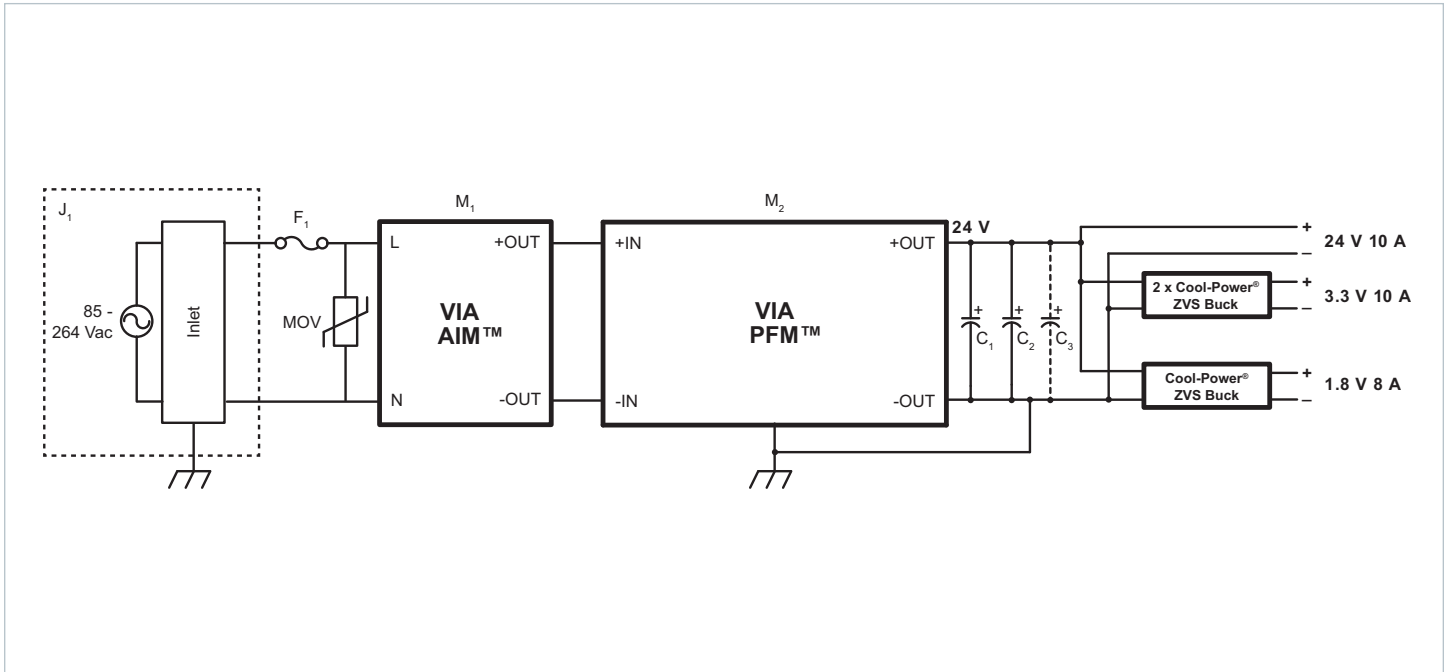 J1
F1
M1
M2
85 -
264 Vac
Inlet
MOV
L
N
+OUT
-OUT
VIA
AIM™
+IN
-IN
VIA
PFM™
+OUT
-OUT
24 V
+
C1
+
C2
+
C3
+
–
24 V 10 A
2 x Cool-Power®
ZVS Buck
+
–
3.3 V 10 A
Cool-Power®
ZVS Buck
+
–
1.8 V 8 A